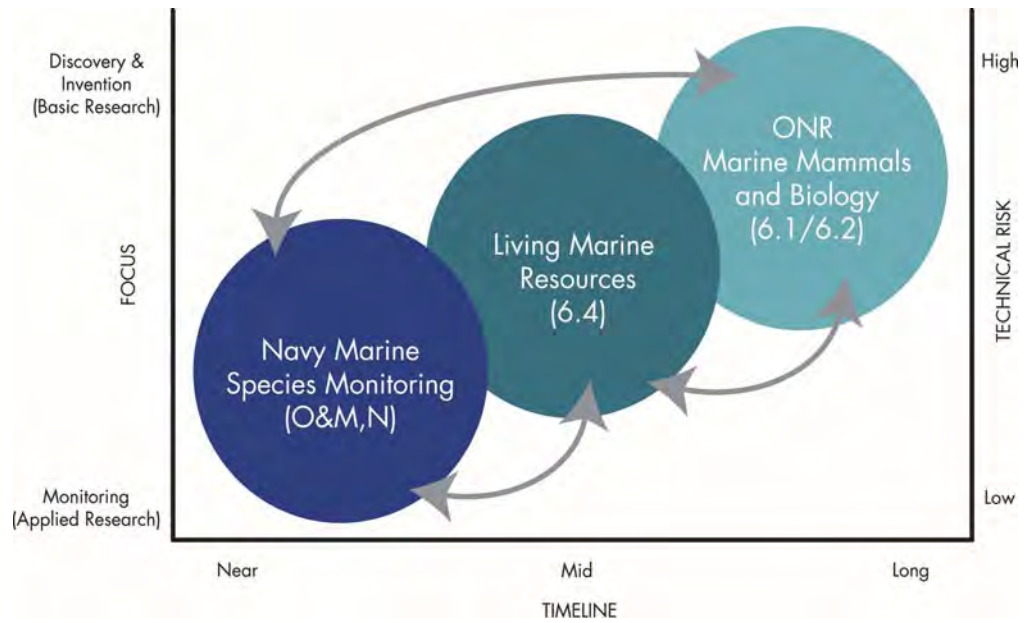 Discovery &
Invention
(Basic Research)
FOCUS
Monitoring
(Applied Research)
Navy Marine
Species Monitoring
(O&M,N)
Living Marine
Resources
(6.4)
ONR
Marine Mammals
and Biology
(6.1/6.2)
High
TECHNICAL RISK
Low
Near
Mid
Long
TIMELINE